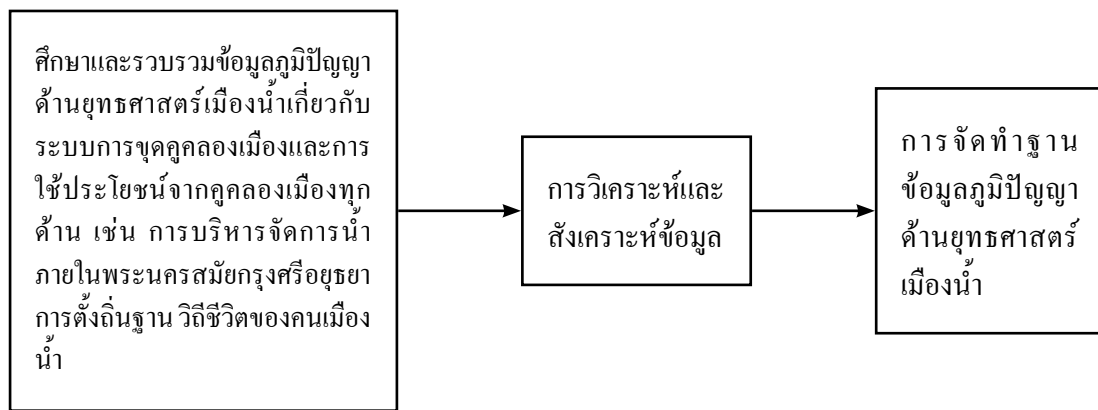 ศึกษาและรวบรวมข้อมูลภูมิปัญญา
ด้านยุทธศาสตร์เมืองน้ำเกี่ยวกับ
ระบบการขุดคูคลองเมืองและการ
ใช้ประโยชน์จากคูคลองเมืองทุก
ด้าน เช่น การบริหารจัดการน้ำ
ภายในพระนครสมัยกรุงศรีอยุธยา
การตั้งถิ่นฐาน วิถีชีวิตของคนเมือง
น้ำ
การวิเคราะห์และ
สังเคราะห์ข้อมูล
การจัดทำฐาน
ข้อมูลภูมิปัญญา
ด้านยุทธศาสตร์
เมืองน้ำ